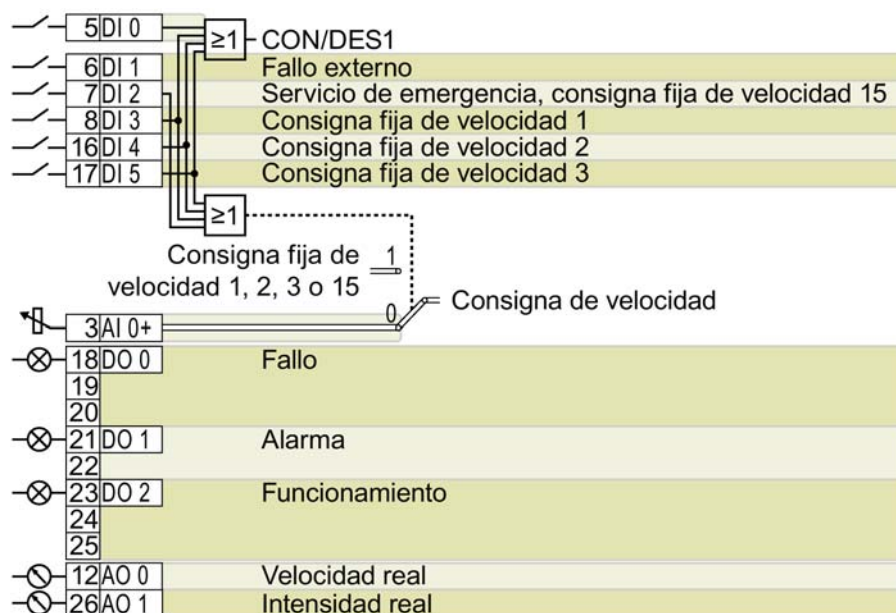 5 DI 0 ≥1 CON/DES1
6 DI 1 Fallo externo
7 DI 2 Servicio de emergencia, consigna fija de velocidad 15
8 DI 3 Consigna fija de velocidad 1
16 DI 4 Consigna fija de velocidad 2
17 DI 5 Consigna fija de velocidad 3
≥1
Consigna fija de 1
velocidad 1, 2, 3 o 15
0 Consigna de velocidad
3 AI 0+
18 DO 0 Fallo
19
20
21 DO 1 Alarma
22
23 DO 2 Funcionamiento
24
25
12 AO 0 Velocidad real
26 AO 1 Intensidad real